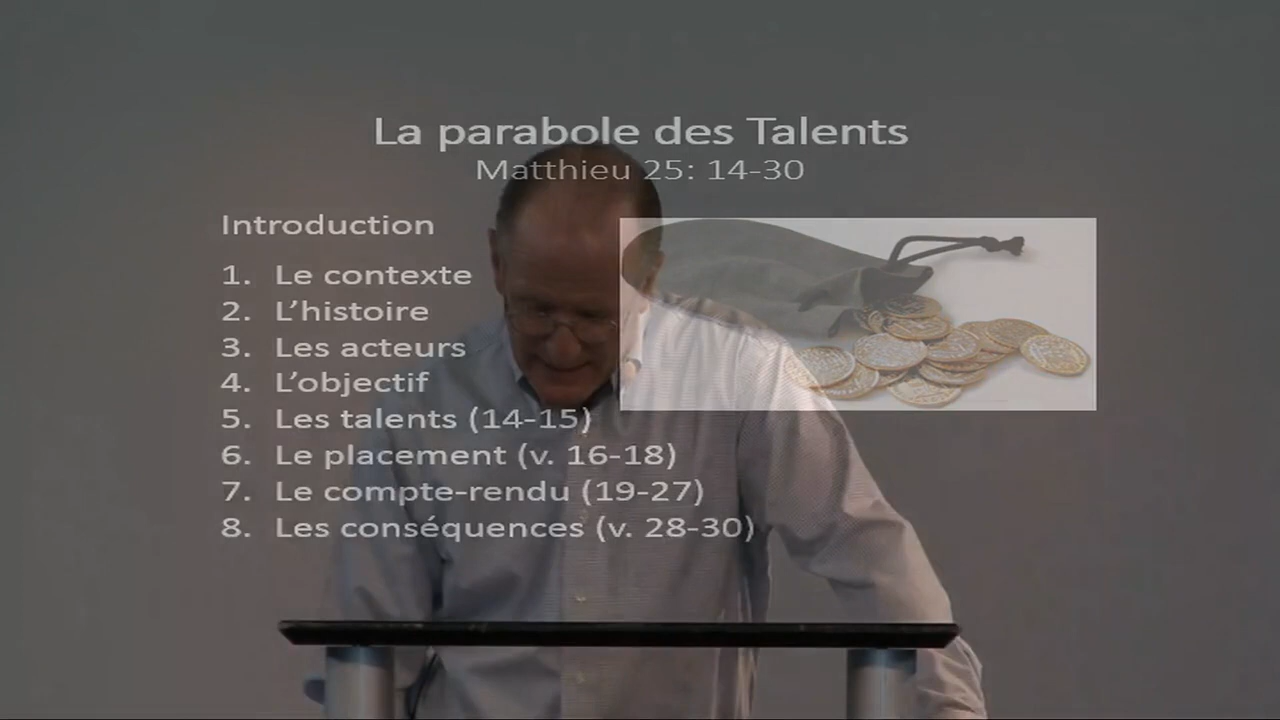 La parabole des Talents
Matthieu 25: 14-30
Introduction
1. Le contexte
2. L’histoire
3. Les acteurs
4. L’objectif
5. Les talents (14-15)
6. Le placement (v. 16-18)
7. Le compte-rendu (19-27)
8. Les conséquences (v. 28-30)